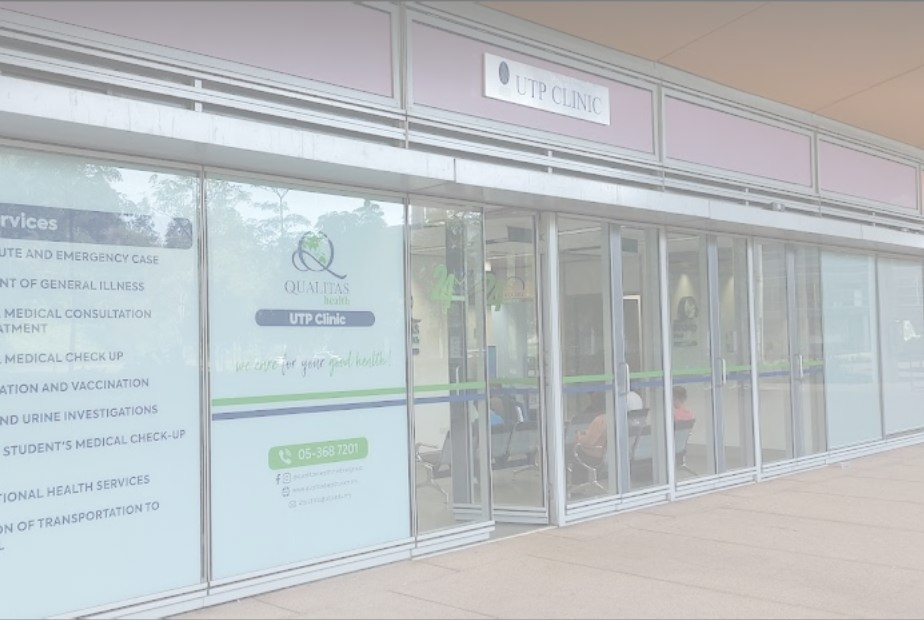 UTP CLINIC
rvices
UTE AND EMERGENCY CASE
NT OF GENERAL ILLNESS
MEDICAL CONSULTATION
ATMENT
MEDICAL CHECK UP
ATION AND VACCINATION
ND URINE INVESTIGATIONS
STUDENT'S MEDICAL CHECK-UP
TIONAL HEALTH SERVICES
ON OF TRANSPORTATION TO
QUALITAS
health
UTP Clinic
we care for your good health.
05-368 7201